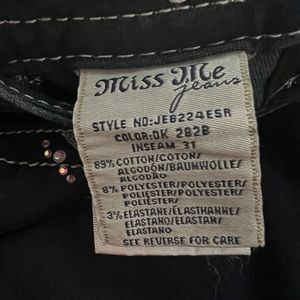 Miss Me
jeans
STYLE NO:JE8224ESR
COLOR:DK 282B
INSEAM 31
89% COTTON/COTON/
ALGODÓN/BAUMWOLLE/
ALGODÃO
8% POLYESTER/POLYESTER/
POLIÉSTER/POLYESTER/
POLIÉSTER
3% ELASTANE/ÉLASTHANNE/
ELASTANO/ELASTAN/
ELASTANO
SEE REVERSE FOR CARE